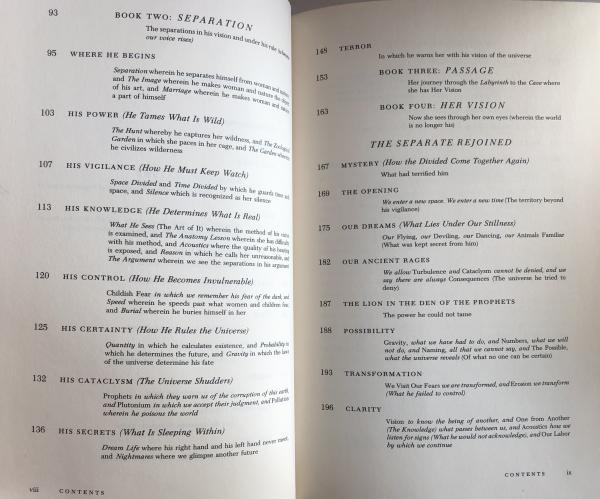 93 BOOK TWO: SEPARATION
The separations in his vision and under his rule (wherein
our voice rises)
95 WHERE HE BEGINS
Separation wherein he separates himself from woman and nature,
and The Image wherein he makes woman and nature the object
of his art, and Marriage wherein he makes woman and nature
a part of himself
103 HIS POWER (He Tames What Is Wild)
The Hunt whereby he captures her wildness, and The Zoological
Garden in which she paces in her cage, and The Garden wherein
he civilizes wilderness
107 HIS VIGILANCE (How He Must Keep Watch)
Space Divided and Time Divided by which he guards time and
space, and Silence which is recognized as her silence
113 HIS KNOWLEDGE (He Determines What Is Real)
What He Sees (The Art of It) wherein the method of his vision
is examined, and The Anatomy Lesson wherein she has difficulty
with his method, and Acoustics where the quality of his hearing
is exposed, and Reason in which he calls her unreasonable, and
The Argument wherein we see the separations in his argument
120 HIS CONTROL (How He Becomes Invulnerable)
Childish Fear in which we remember his fear of the dark, and
Speed wherein he speeds past what women and children fear,
and Burial wherein he buries himself in her
125 HIS CERTAINTY (How He Rules the Universe)
Quantity in which he calculates existence, and Probability in
which he determines the future, and Gravity in which the laws
of the universe determine his fate
132 HIS CATACLYSM (The Universe Shudders)
Prophets in which they warn us of the corruption of this earth,
and Plutonium in which we accept their judgment, and Pollution
wherein he poisons the world
136 HIS SECRETS (What Is Sleeping Within)
Dream Life where his right hand and his left hand never meet,
and Nightmares where we glimpse another future
viii CONTENTS
148 TERROR
In which he warns her with his vision of the universe
153 BOOK THREE: PASSAGE
Her journey through the Labyrinth to the Cave where
she has Her Vision
163 BOOK FOUR: HER VISION
Now she sees through her own eyes (wherein the world
is no longer his)
THE SEPARATE REJOINED
167 MYSTERY (How the Divided Come Together Again)
What had terrified him
169 THE OPENING
We enter a new space. We enter a new time (The territory beyond
his vigilance)
175 OUR DREAMS (What Lies Under Our Stillness)
Our Flying, our Deviling, our Dancing, our Animals Familiar
(What was kept secret from him)
182 OUR ANCIENT RAGES
We allow Turbulence and Cataclysm cannot be denied, and we
say there are always Consequences (The universe he tried to
deny)
187 THE LION IN THE DEN OF THE PROPHETS
The power he could not tame
188 POSSIBILITY
Gravity, what we have had to do, and Numbers, what we will
not do, and Naming, all that we cannot say, and The Possible,
what the universe reveals (Of what no one can be certain)
193 TRANSFORMATION
We Visit Our Fears we are transformed, and Erosion we transform
(What he failed to control)
196 CLARITY
Vision to know the being of another, and One from Another
(The Knowledge) what passes between us, and Acoustics how we
listen for signs (What he would not acknowledge), and Our Labor
by which we continue
CONTENTS ix